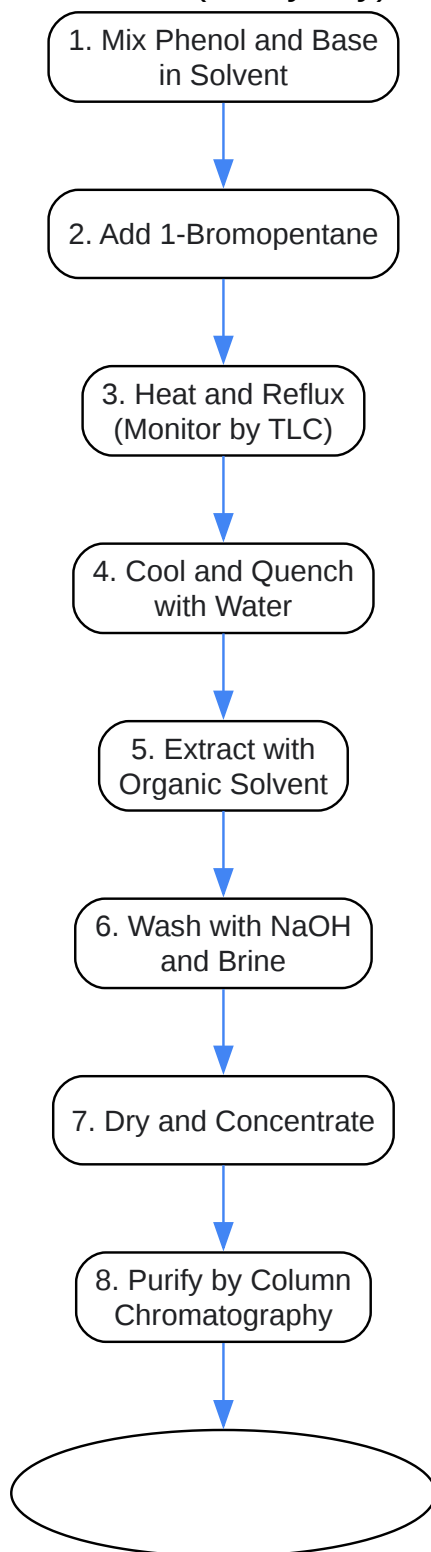 1. Mix Phenol and Base
in Solvent
2. Add 1-Bromopentane
3. Heat and Reflux
(Monitor by TLC)
4. Cool and Quench
with Water
5. Extract with
Organic Solvent
6. Wash with NaOH
and Brine
7. Dry and Concentrate
8. Purify by Column
Chromatography